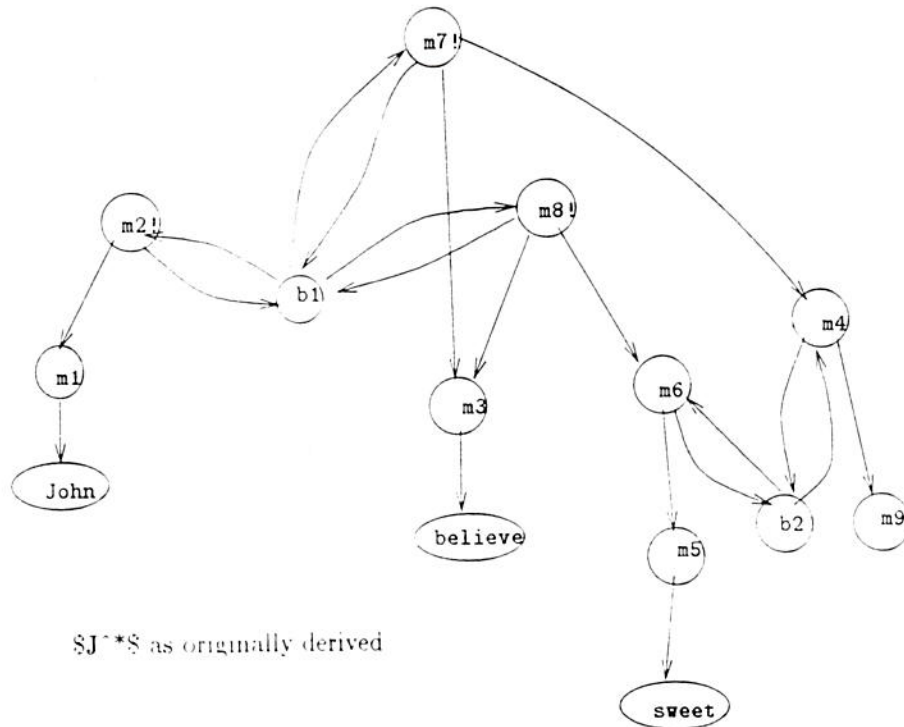 m7!
m2!
m8!
b1
m4
m1
m3
m6
John
believe
b2
m9
m5
$J^*$ as originally derived
sweet